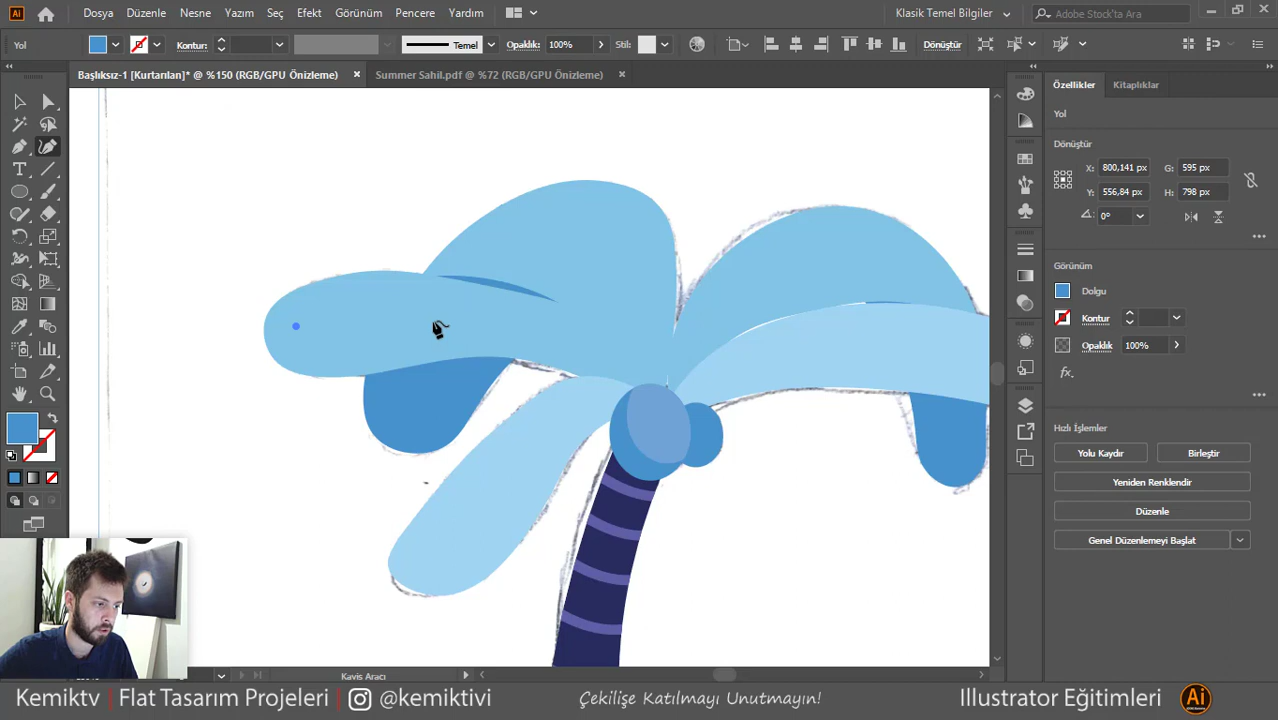 Ai Dosya Düzenle Nesne Yazım Seç Efekt Görünüm Pencere Yardım Klasik Temel Bilgiler Adobe Stock'ta Ara
Yol Kontur: Temel Opaklık: 100% Stil: Dönüştür
Başlıksız-1 [Kurtarılan]* @ %150 (RGB/GPU Önizleme) Summer Sahil.pdf @ %72 (RGB/GPU Önizleme)
Özellikler Kitaplıklar
Yol
Dönüştür
X: 800,141 px G: 595 px
Y: 556,84 px H: 798 px
0°
Görünüm
Dolgu
Kontur
Opaklık 100%
fx.
Hızlı İşlemler
Yolu Kaydır Birleştir
Yeniden Renklendir
Düzenle
Genel Düzenlemeyi Başlat
Kavis Aracı
Kemiktv | Flat Tasarım Projeleri | @kemiktivi Çekilişe Katılmayı Unutmayın! Illustrator Eğitimleri Ai